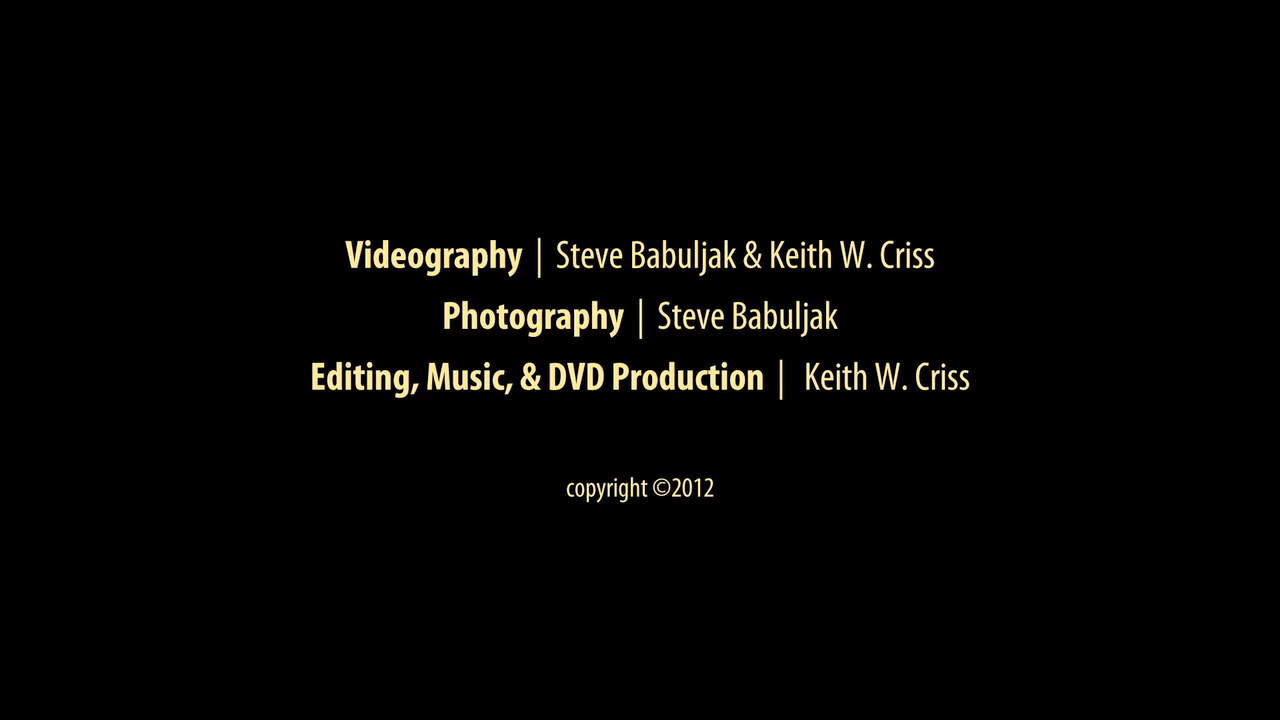 Videography | Steve Babuljak & Keith W. Criss
Photography | Steve Babuljak
Editing, Music, & DVD Production | Keith W. Criss
copyright ©2012